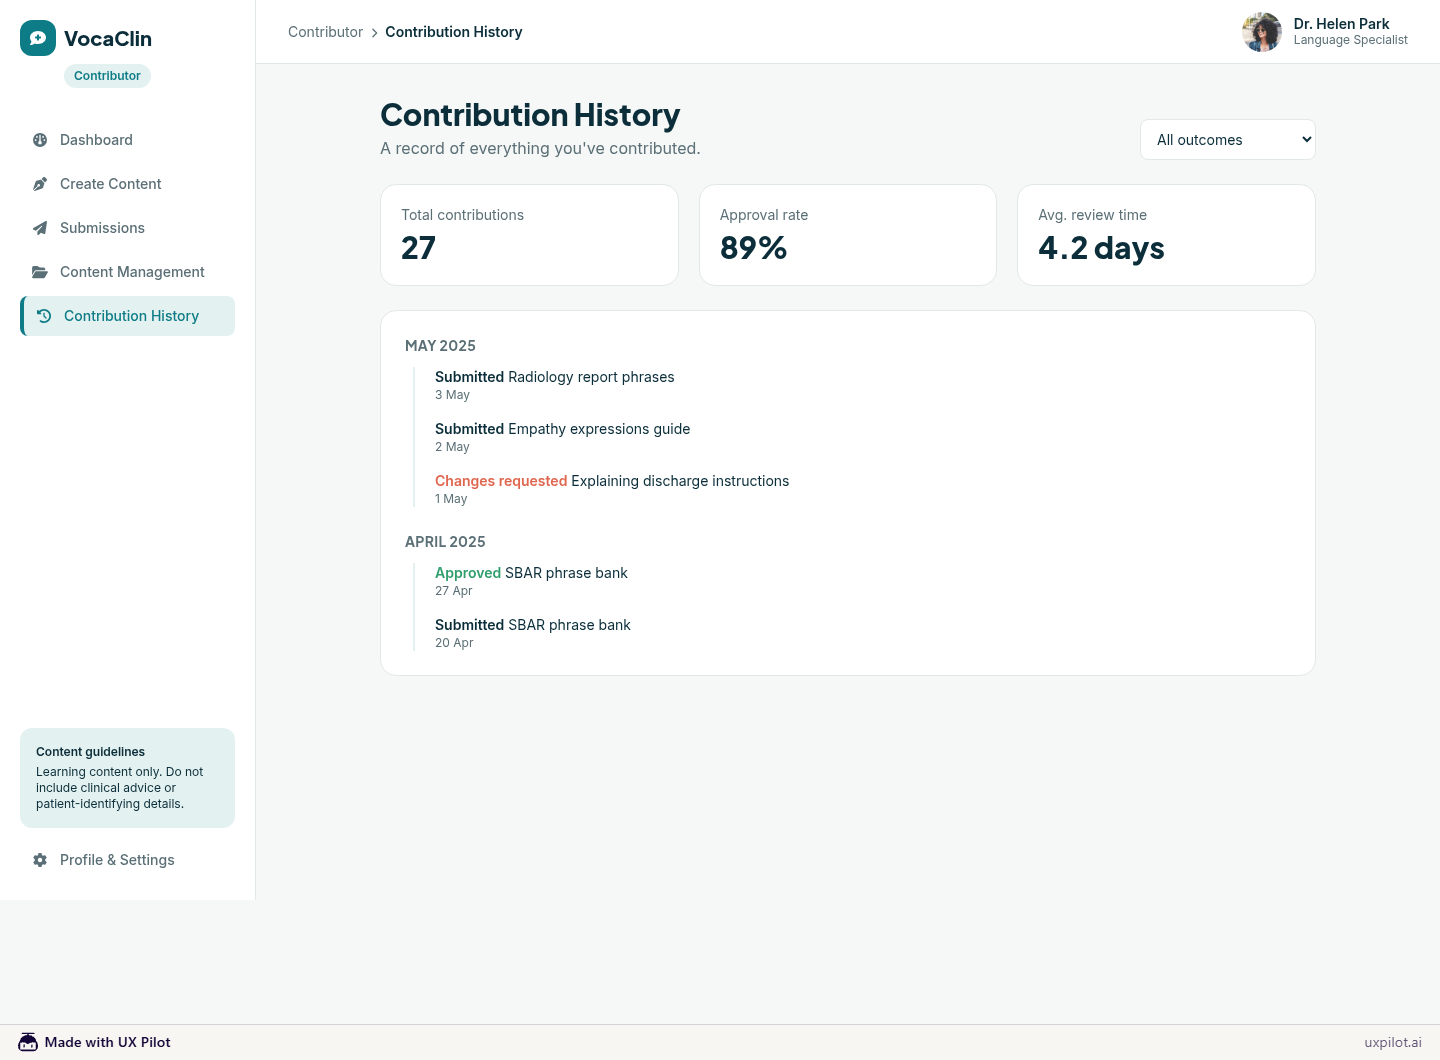 VocaClin
Contributor
Dashboard
Create Content
Submissions
Content Management
Contribution History
Content guidelines
Learning content only. Do not
include clinical advice or
patient-identifying details.
Profile & Settings
Contributor > Contribution History
Dr. Helen Park
Language Specialist
Contribution History
A record of everything you've contributed.
All outcomes
Total contributions
27
Approval rate
89%
Avg. review time
4.2 days
MAY 2025
Submitted Radiology report phrases
3 May
Submitted Empathy expressions guide
2 May
Changes requested Explaining discharge instructions
1 May
APRIL 2025
Approved SBAR phrase bank
27 Apr
Submitted SBAR phrase bank
20 Apr
Made with UX Pilot
uxpilot.ai